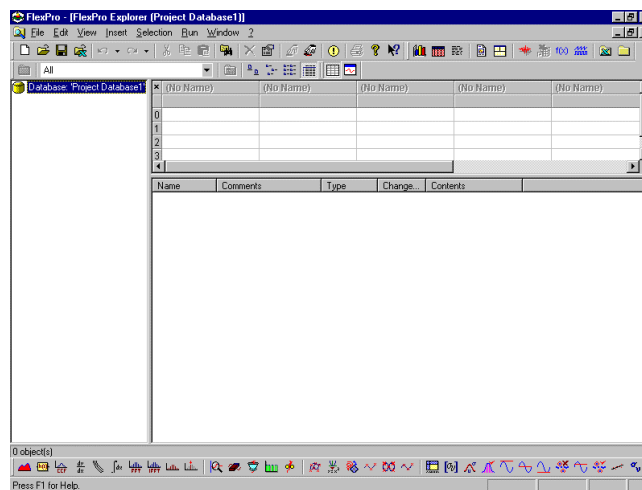 FlexPro - [FlexPro Explorer (Project Database1)]
File Edit View Insert Selection Run Window ?
All
Database: 'Project Database1'
(No Name) (No Name) (No Name) (No Name) (No Name)
0
1
2
3
Name Comments Type Change... Contents
0 object(s)
Press F1 for Help.